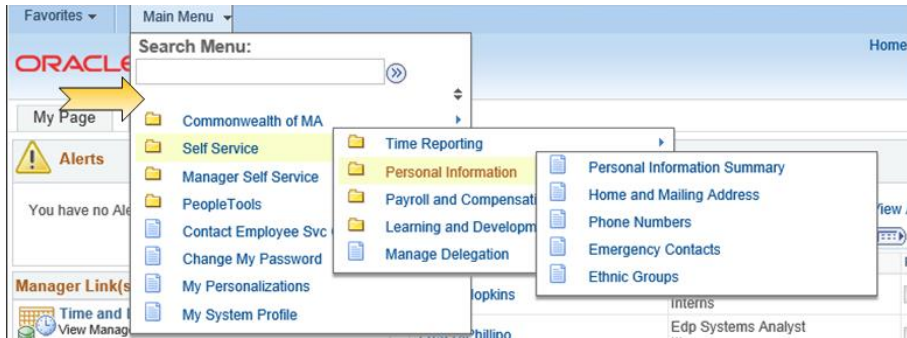 Favorites
Main Menu
Search Menu:
Home
ORACLE
My Page
Commonwealth of MA
Self Service
Manager Self Service
PeopleTools
Contact Employee Svc
Change My Password
My Personalizations
My System Profile
Time Reporting
Personal Information
Payroll and Compensati
Learning and Developm
Manage Delegation
Personal Information Summary
Home and Mailing Address
Phone Numbers
Emergency Contacts
Ethnic Groups
Alerts
You have no Ale
View
Manager Link(s
Time and
View Manag
opkins
Interns
Phillipo
Edp Systems Analyst